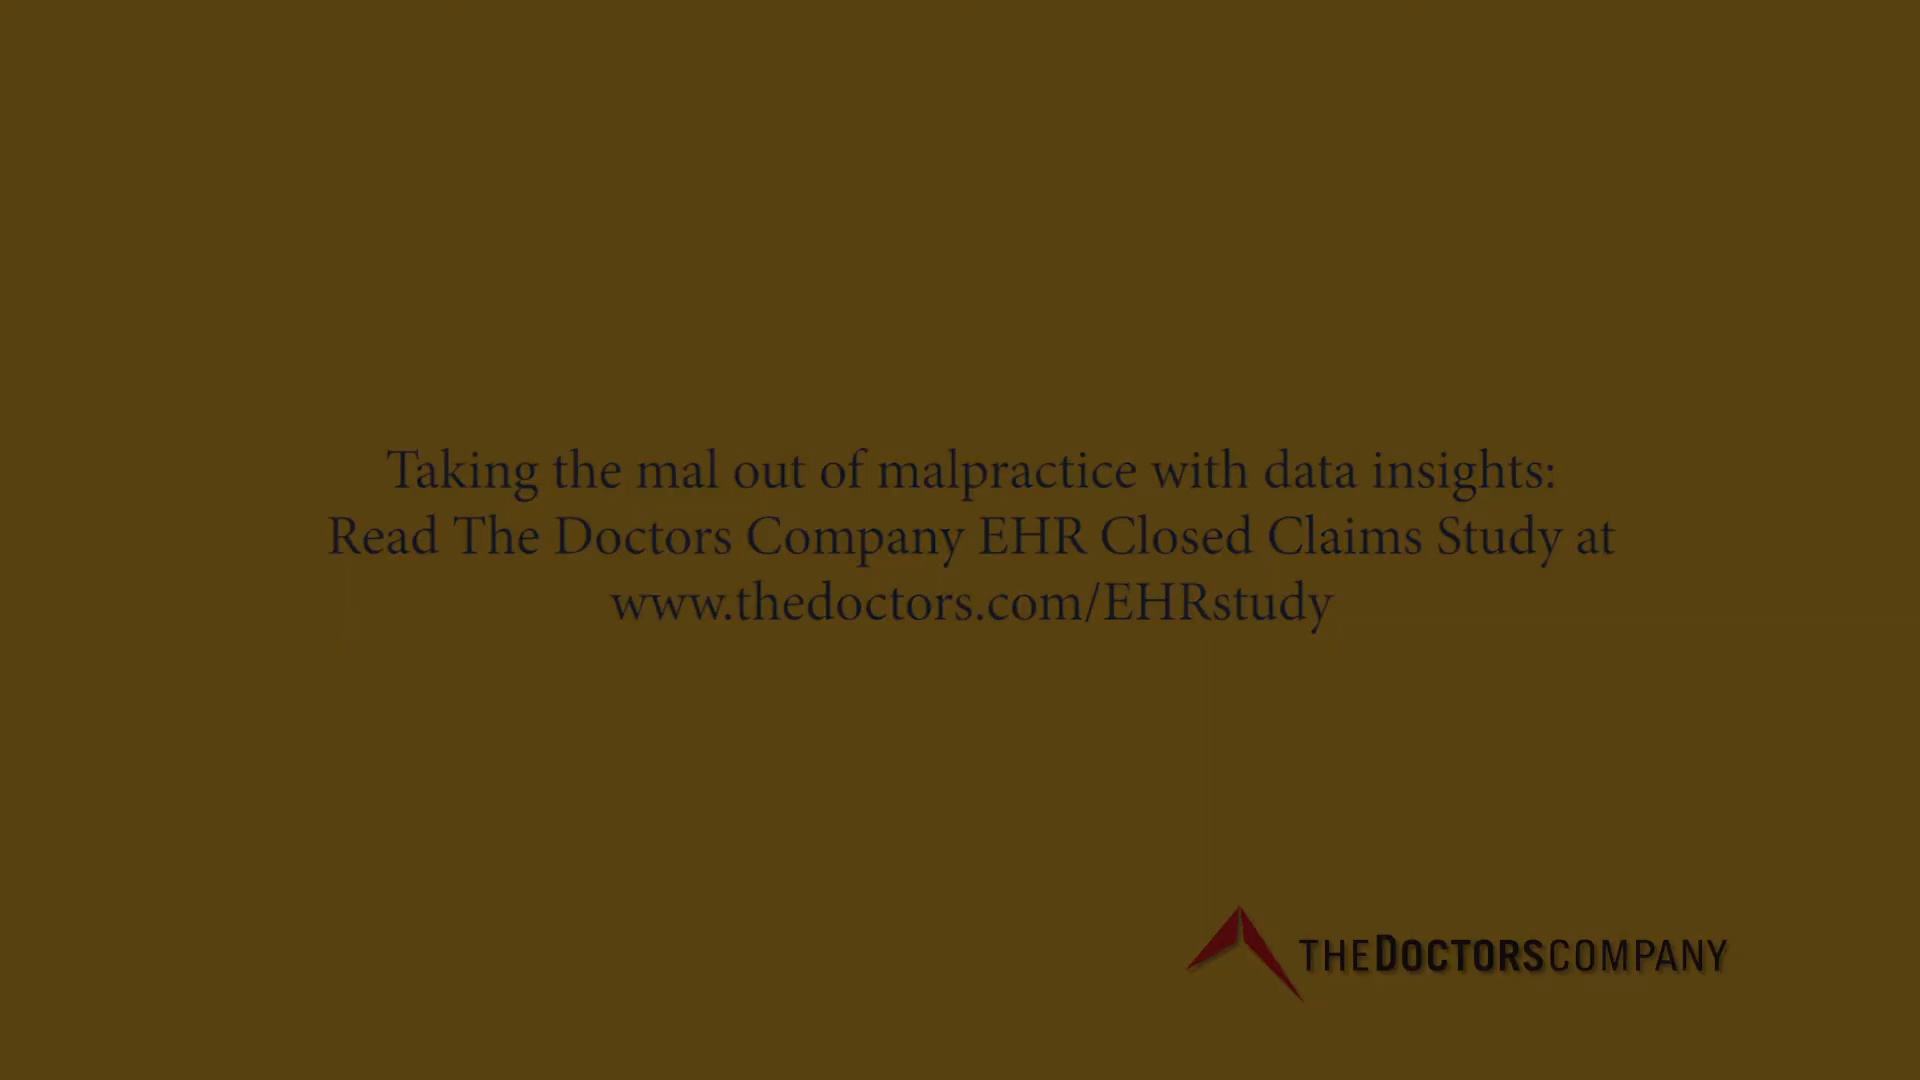 Taking the mal out of malpractice with data insights:
Read The Doctors Company EHR Closed Claims Study at
www.thedoctors.com/EHRstudy
THEDOCTORSCOMPANY